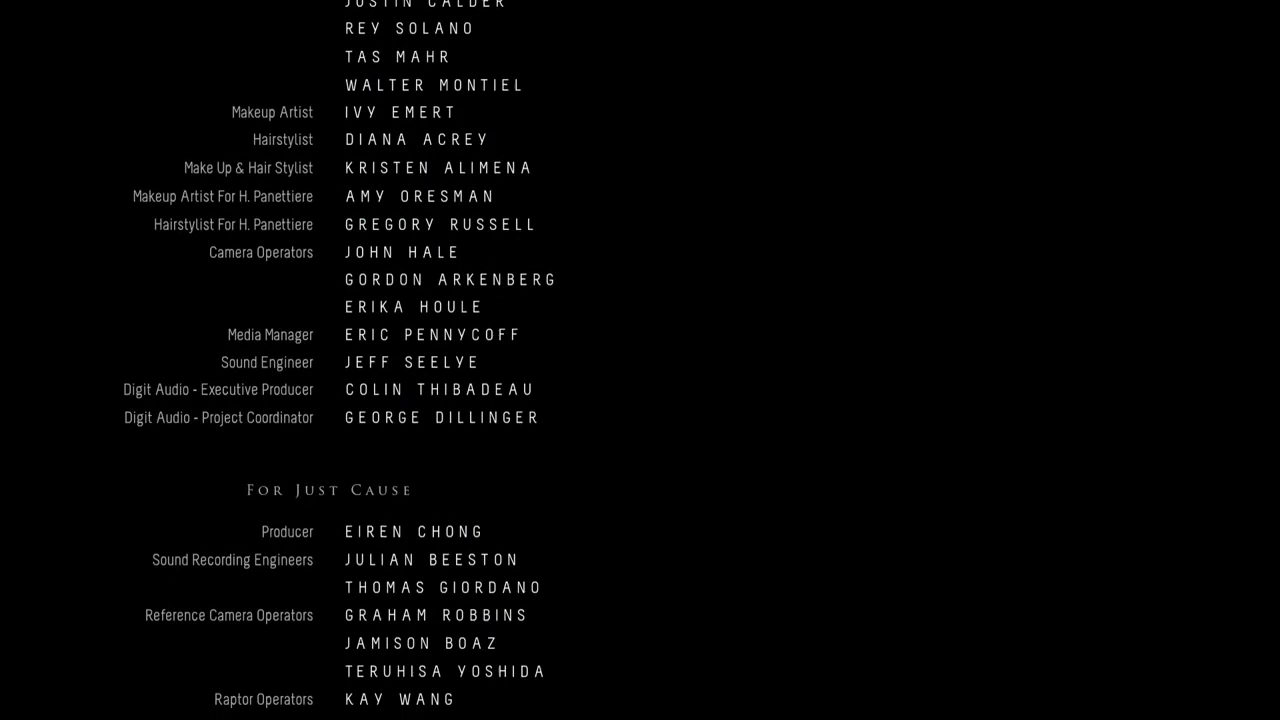 JUSTIN CALDER
REY SOLANO
TAS MAHR
WALTER MONTIEL
Makeup Artist IVY EMERT
Hairstylist DIANA ACREY
Make Up & Hair Stylist KRISTEN ALIMENA
Makeup Artist For H. Panettiere AMY ORESMAN
Hairstylist For H. Panettiere GREGORY RUSSELL
Camera Operators JOHN HALE
GORDON ARKENBERG
ERIKA HOULE
Media Manager ERIC PENNYCOFF
Sound Engineer JEFF SEELYE
Digit Audio - Executive Producer COLIN THIBADEAU
Digit Audio - Project Coordinator GEORGE DILLINGER
For Just Cause
Producer EIREN CHONG
Sound Recording Engineers JULIAN BEESTON
THOMAS GIORDANO
Reference Camera Operators GRAHAM ROBBINS
JAMISON BOAZ
TERUHISA YOSHIDA
Raptor Operators KAY WANG